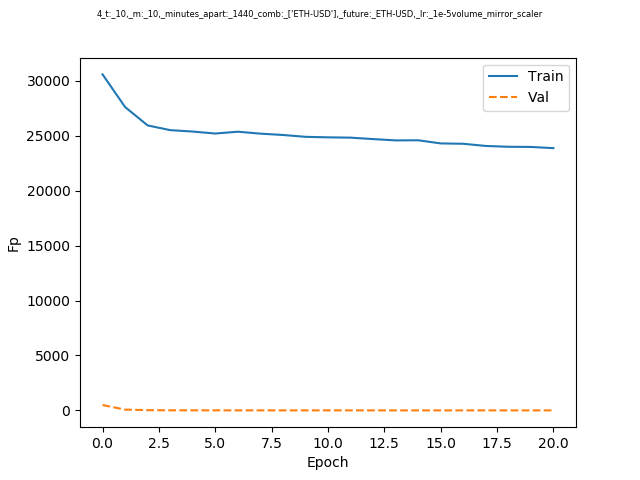 4_t:_10,_m:_10,_minutes_apart:_1440_comb:_['ETH-USD'],_future:_ETH-USD,_lr:_1e-5volume_mirror_scaler
Train
Val
30000
25000
20000
15000
10000
5000
0
Fp
0.0 2.5 5.0 7.5 10.0 12.5 15.0 17.5 20.0
Epoch